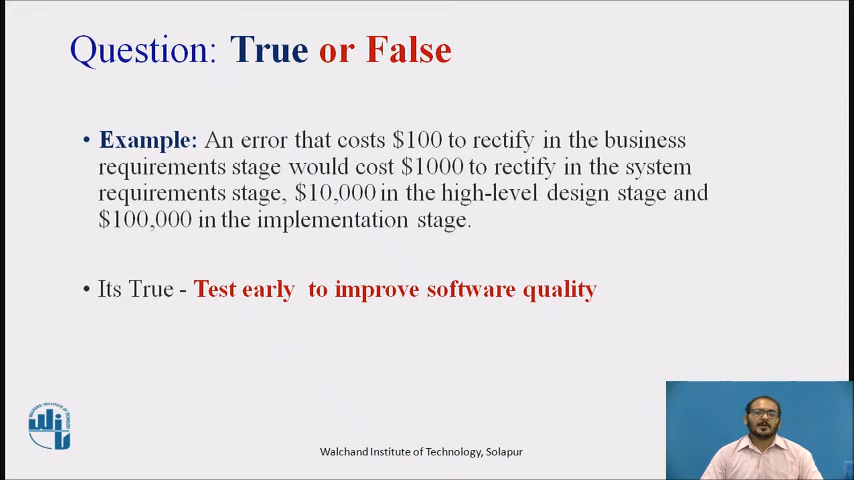 Question: True or False
• Example: An error that costs $100 to rectify in the business
requirements stage would cost $1000 to rectify in the system
requirements stage, $10,000 in the high-level design stage and
$100,000 in the implementation stage.
• Its True - Test early to improve software quality
Walchand Institute of Technology, Solapur